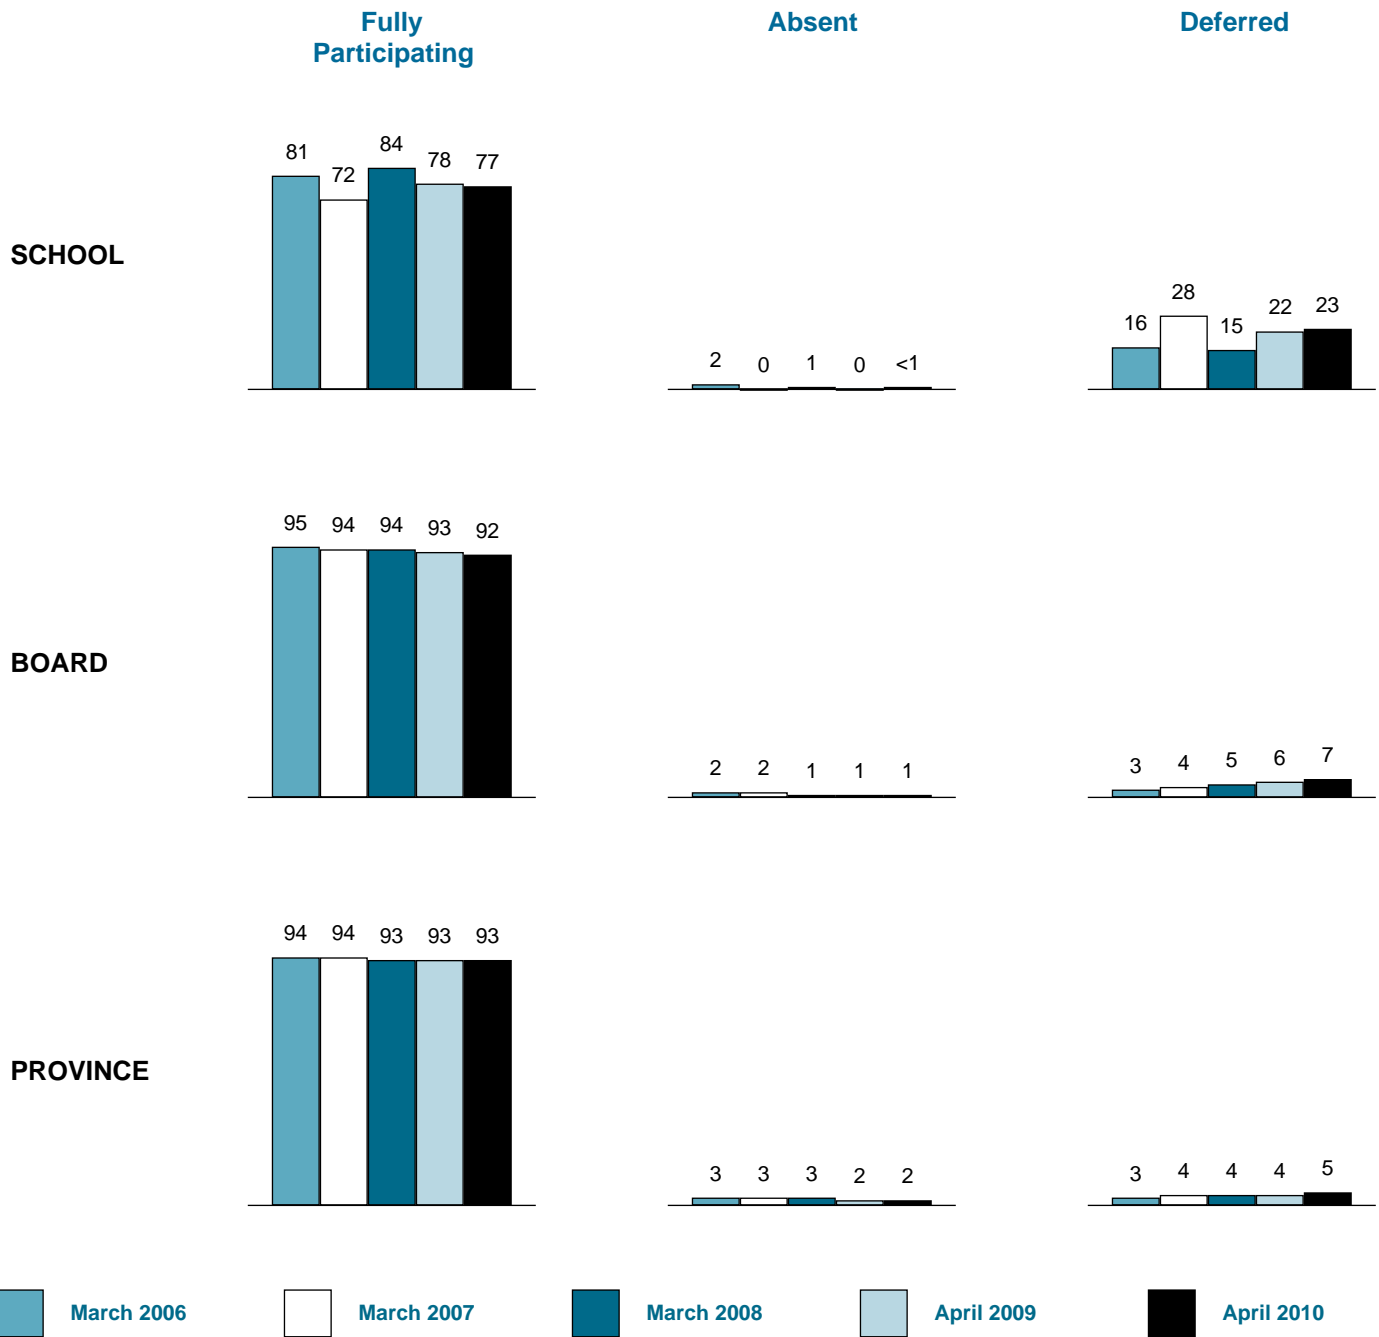 Fully
Participating
Absent
Deferred
SCHOOL
81 72 84 78 77
2 0 1 0 <1
16 28 15 22 23
BOARD
95 94 94 93 92
2 2 1 1 1
3 4 5 6 7
PROVINCE
94 94 93 93 93
3 3 3 2 2
3 4 4 4 5
March 2006
March 2007
March 2008
April 2009
April 2010